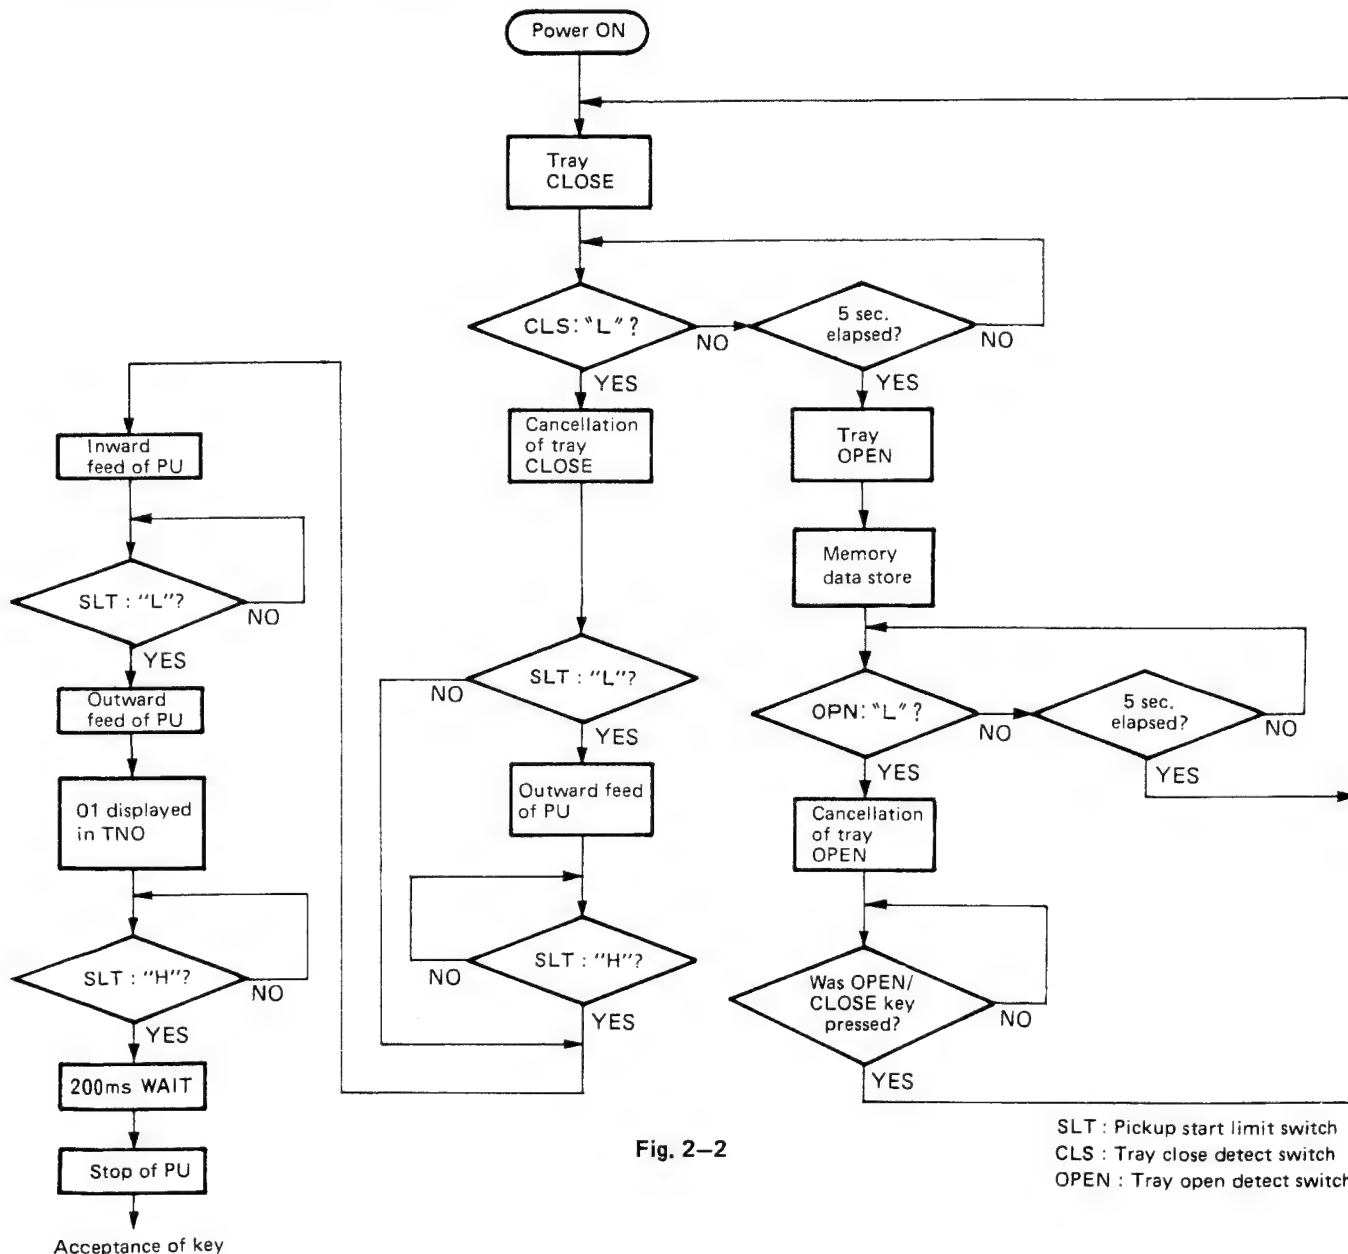 Power ON
Tray
CLOSE
CLS: "L" ?
NO
YES
5 sec.
elapsed?
NO
YES
Cancellation
of tray
CLOSE
Tray
OPEN
Memory
data store
SLT : "L"?
NO
YES
OPN: "L" ?
NO
YES
5 sec.
elapsed?
NO
YES
Outward feed
of PU
Cancellation
of tray
OPEN
SLT : "H"?
NO
YES
Was OPEN/
CLOSE key
pressed?
NO
YES
Inward
feed of PU
SLT : "L"?
NO
YES
Outward
feed of PU
01 displayed
in TNO
SLT : "H"?
NO
YES
200ms WAIT
Stop of PU
Acceptance of key
Fig. 2–2
SLT : Pickup start limit switch
CLS : Tray close detect switch
OPEN : Tray open detect switch